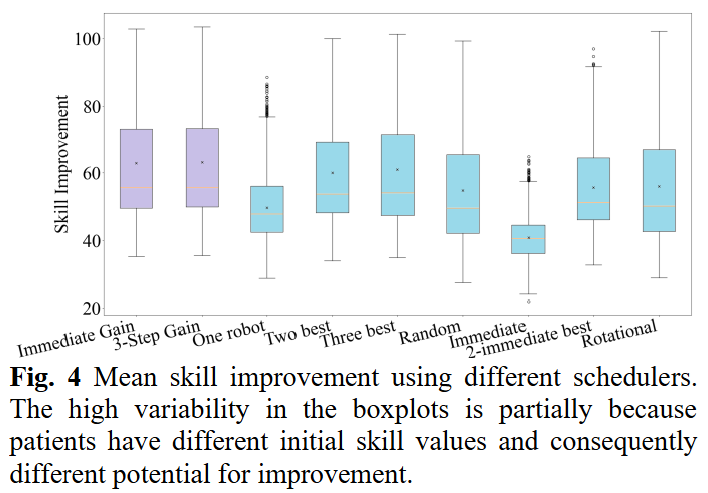 100
80
60
40
20
Skill Improvement
Immediate Gain
3-Step Gain
One robot
Two best
Three best
Random
Immediate
2-immediate best
Rotational
Fig. 4 Mean skill improvement using different schedulers.
The high variability in the boxplots is partially because
patients have different initial skill values and consequently
different potential for improvement.